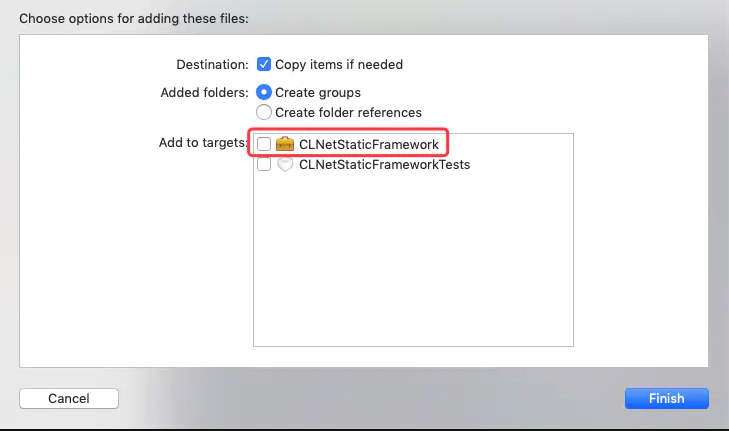 Choose options for adding these files:
Destination: Copy items if needed
Added folders: Create groups
Create folder references
Add to targets: CLNetStaticFramework
CLNetStaticFrameworkTests
Cancel Finish